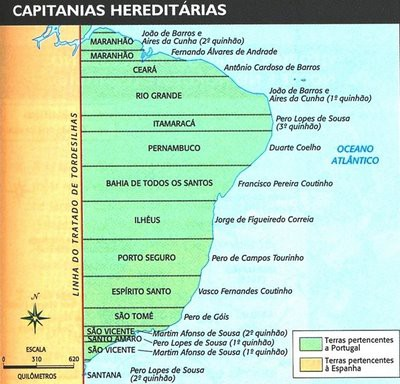 CAPITANIAS HEREDITÁRIAS
João de Barros e
Aires da Cunha (2º quinhão)
MARANHÃO
MARANHÃO
Fernando Álvares de Andrade
CEARÁ
Antônio Cardoso de Barros
RIO GRANDE
João de Barros e
Aires da Cunha (1º quinhão)
ITAMARACÁ
Pero Lopes de Sousa
(3º quinhão)
PERNAMBUCO
Duarte Coelho
OCEANO
ATLÂNTICO
BAHIA DE TODOS OS SANTOS
Francisco Pereira Coutinho
LINHA DO TRATADO DE TORDESILHAS
ILHÉUS
Jorge de Figueiredo Correia
PORTO SEGURO
Pero de Campos Tourinho
ESPÍRITO SANTO
Vasco Fernandes Coutinho
SÃO TOMÉ
Pero de Góis
SÃO VICENTE
Martim Afonso de Sousa (2º quinhão)
SANTO AMARO
Pero Lopes de Sousa (1º quinhão)
SÃO VICENTE
Martim Afonso de Sousa (1º quinhão)
SANTANA
Pero Lopes de Sousa
(2º quinhão)
N
ESCALA
0 310 620
QUILÔMETROS
Terras pertencentes
a Portugal
Terras pertencentes
à Espanha